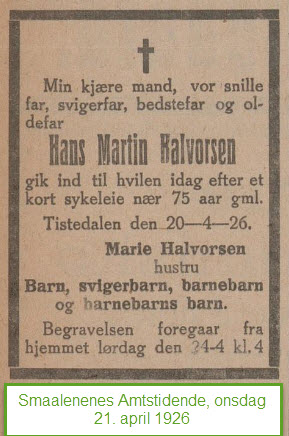 Min kjære mand, vor snille
far, svigerfar, bedstefar og ol-
defar
Hans Martin Halvorsen
gik ind til hvilen idag efter et
kort sykeleie nær 75 aar gml.
Tistedalen den 20—4—26.
Marie Halvorsen
hustru
Barn, svigerbarn, barnebarn
og barnebarns barn.
Begravelsen foregaar fra
hjemmet lørdag den 24-4 kl. 4
Smaalenenes Amtstidende, onsdag
21. april 1926